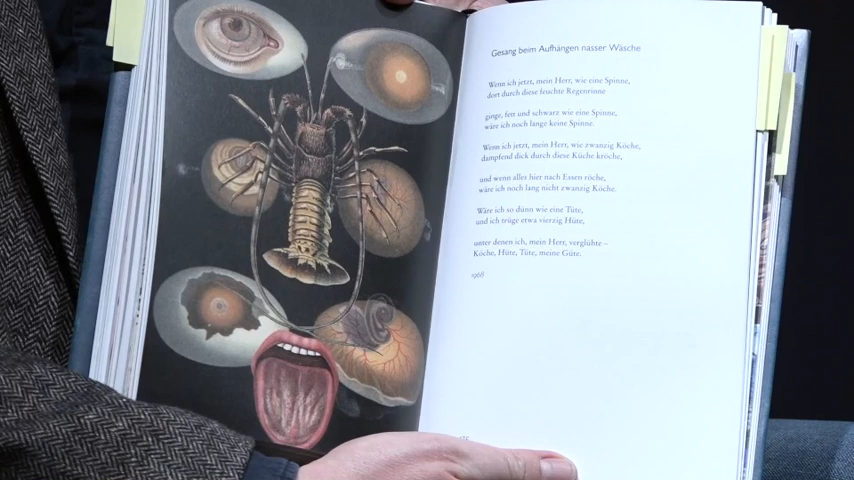 Gesang beim Aufhängen nasser Wäsche
Wenn ich jetzt, mein Herr, wie eine Spinne,
dort durch diese feuchte Regenrinne
ginge, fett und schwarz wie eine Spinne,
wäre ich noch lange keine Spinne.
Wenn ich jetzt, mein Herr, wie zwanzig Köche,
dampfend dick durch diese Küche kröche,
und wenn alles hier nach Essen röche,
wäre ich noch lang nicht zwanzig Köche.
Wäre ich so dünn wie eine Tüte,
und ich trüge etwa vierzig Hüte,
unter denen ich, mein Herr, verglühte –
Köche, Hüte, Tüte, meine Güte.
1968